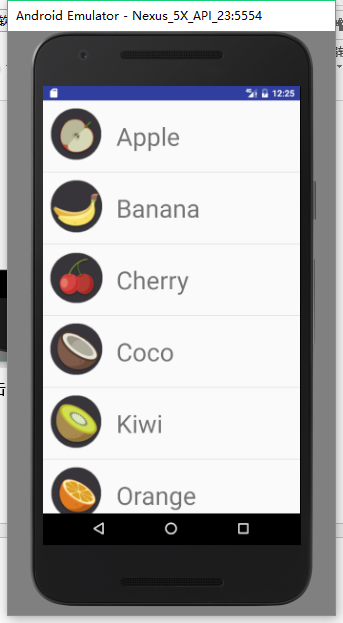 Android Emulator - Nexus_5X_API_23:5554
12:25
Apple
Banana
Cherry
Coco
Kiwi
Orange